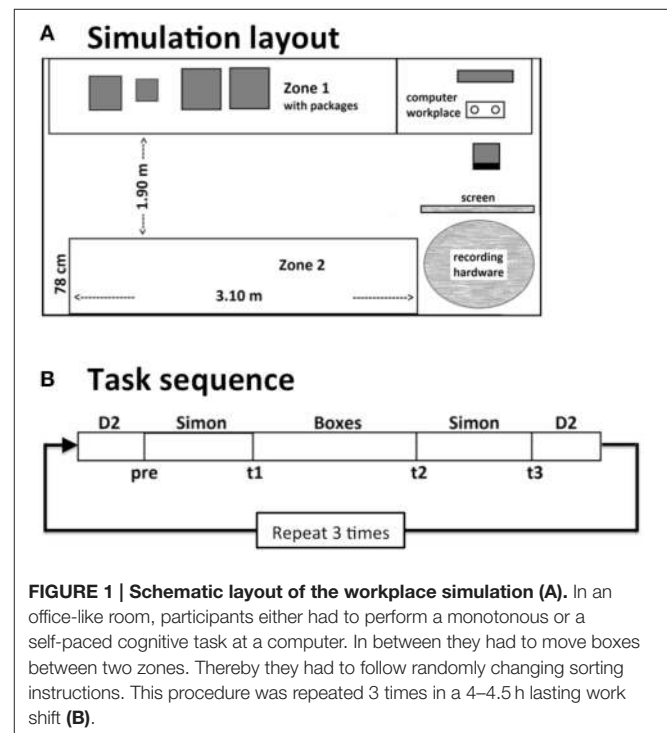 A Simulation layout
Zone 1
with packages
computer
workplace
1.90 m
screen
78 cm
Zone 2
3.10 m
recording
hardware
B Task sequence
D2 Simon Boxes Simon D2
pre t1 t2 t3
Repeat 3 times
FIGURE 1 | Schematic layout of the workplace simulation (A). In an
office-like room, participants either had to perform a monotonous or a
self-paced cognitive task at a computer. In between they had to move boxes
between two zones. Thereby they had to follow randomly changing sorting
instructions. This procedure was repeated 3 times in a 4–4.5 h lasting work
shift (B).